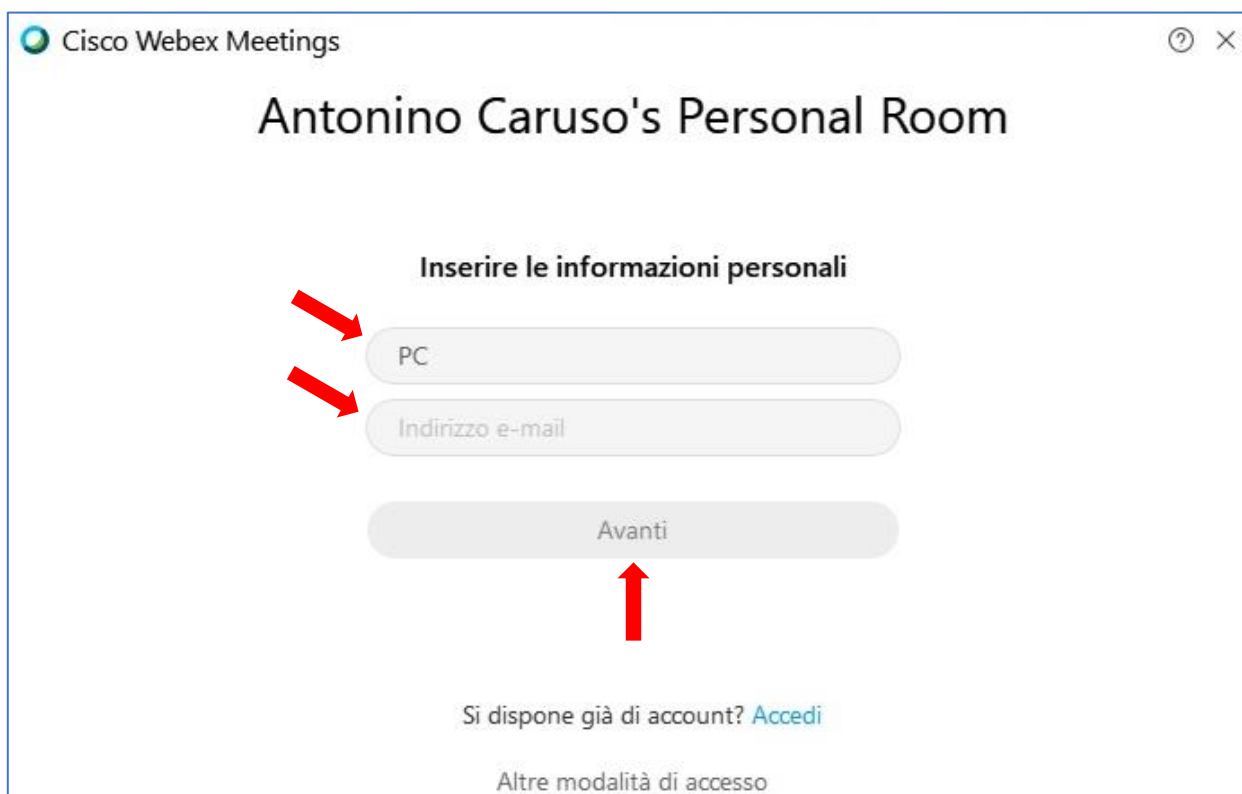 Cisco Webex Meetings
Antonino Caruso's Personal Room
Inserire le informazioni personali
PC
Indirizzo e-mail
Avanti
Si dispone già di account? Accedi
Altre modalità di accesso